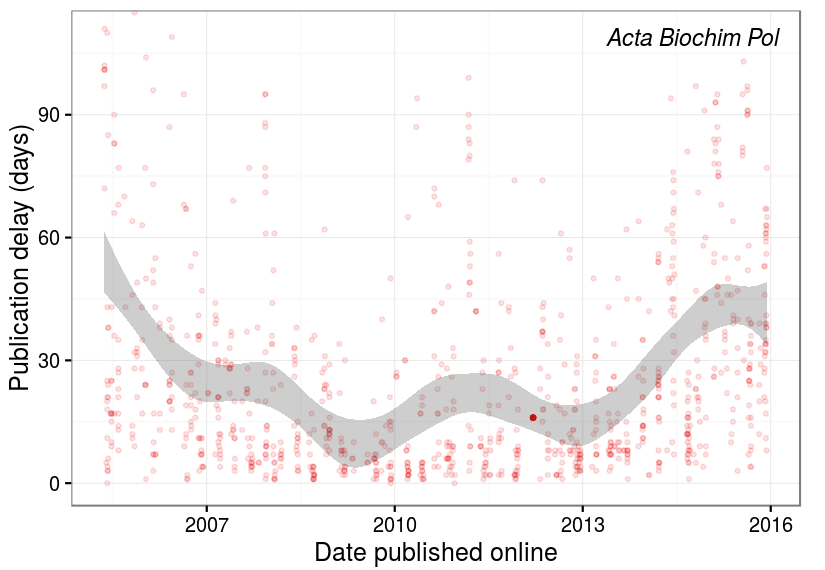 Acta Biochim Pol
Publication delay (days)
90
60
30
0
2007
2010
2013
2016
Date published online